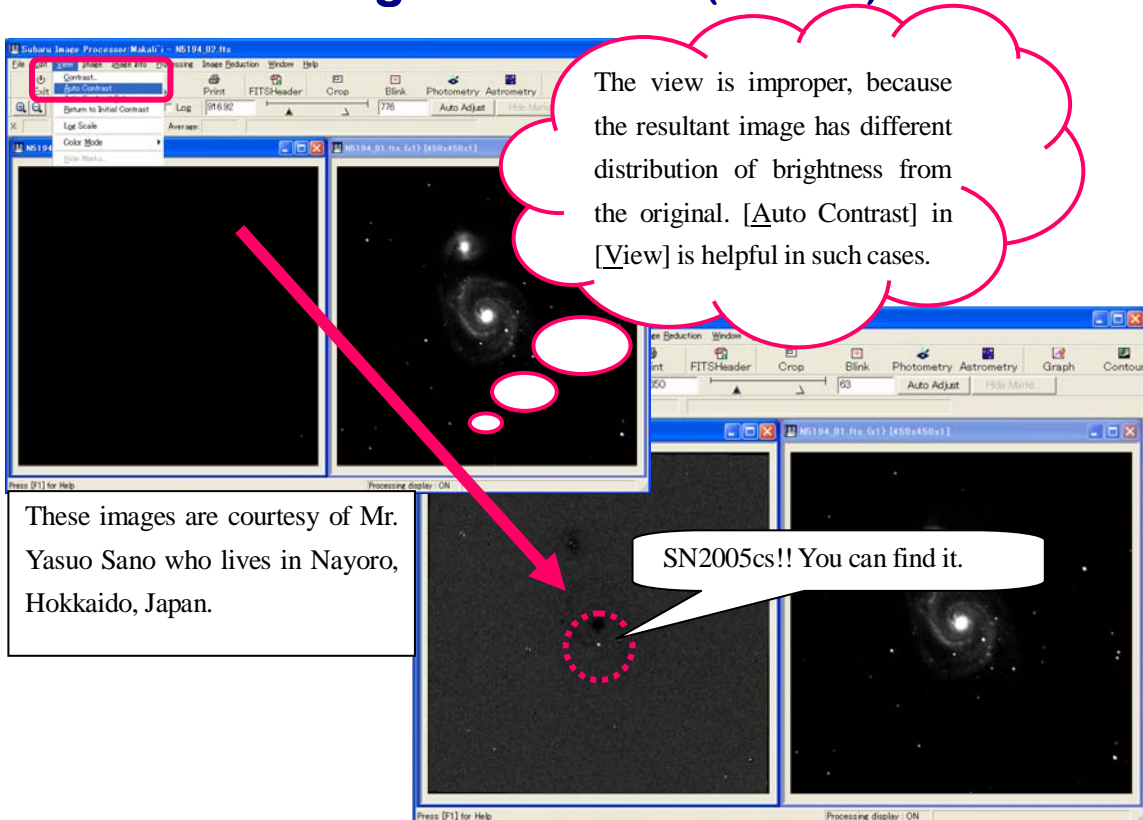 Subaru Image Processor:Makali`i - N5194_02.fts
File Edit View Image Image Info Processing Image Reduction Window Help
Exit Print FITSHeader Crop Blink Photometry Astrometry
Contrast..
Auto Contrast
Return to Initial Contrast
Log Scale
Color Mode
Hide Marks..
Log 916.92 776 Auto Adjust Hide Marks
X: Average:
N5194
N5194_01.fts (x1) [450x450x1]
Press [F1] for Help Processing display : ON
The view is improper, because
the resultant image has different
distribution of brightness from
the original. [Auto Contrast] in
[View] is helpful in such cases.
These images are courtesy of Mr.
Yasuo Sano who lives in Nayoro,
Hokkaido, Japan.
Reduction Window
FITSHeader Crop Blink Photometry Astrometry Graph Contour
63 Auto Adjust Hide Marks..
N5194_01.fts (x1) [450x450x1]
SN2005cs!! You can find it.
Press [F1] for Help Processing display : ON